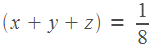 (x + y + z) = 1/8